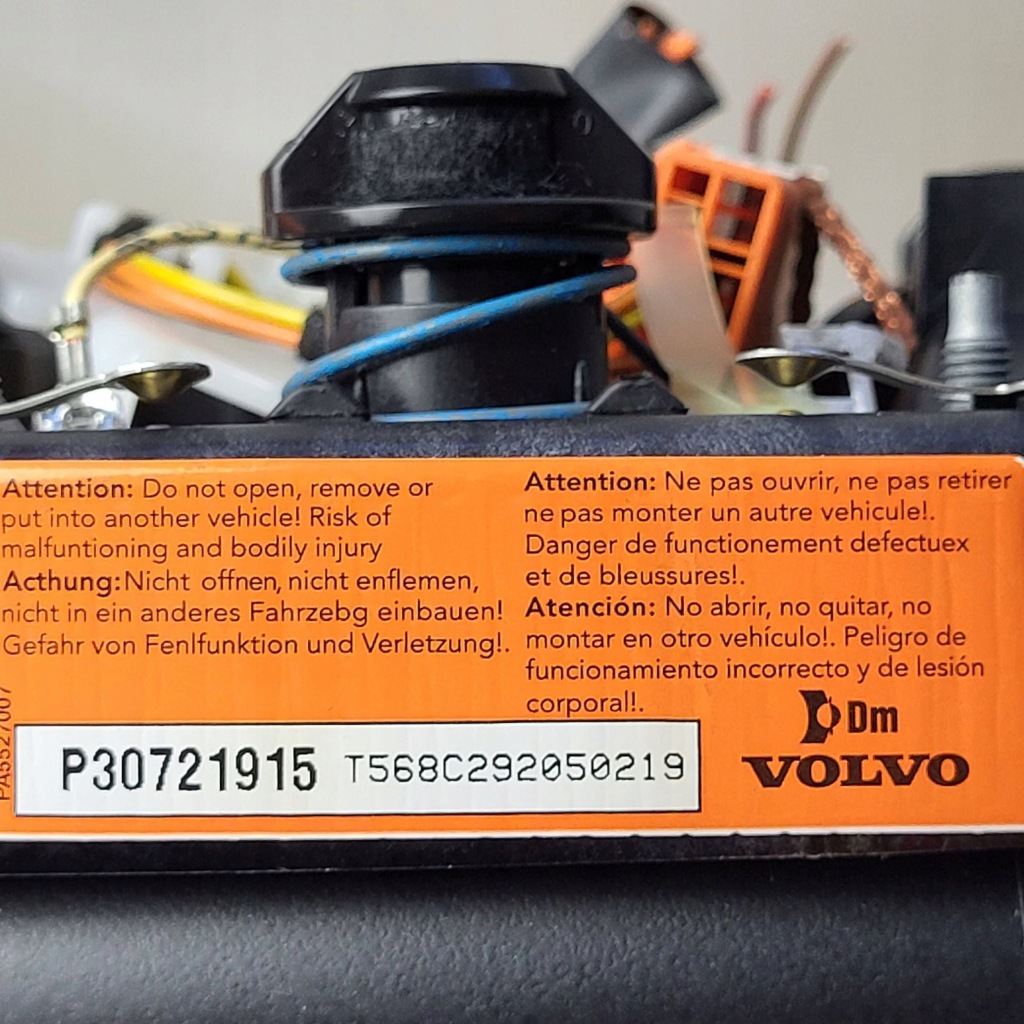 Attention: Do not open, remove or
put into another vehicle! Risk of
malfuntioning and bodily injury
Acthung:Nicht offnen, nicht enflemen,
nicht in ein anderes Fahrzebg einbauen!
Gefahr von Fenlfunktion und Verletzung!.
Attention: Ne pas ouvrir, ne pas retirer
ne pas monter un autre vehicule!.
Danger de functionement defectuex
et de bleussures!.
Atención: No abrir, no quitar, no
montar en otro vehículo!. Peligro de
funcionamiento incorrecto y de lesión
corporal!.
PA5527007
P30721915 T568C292050219
Dm
VOLVO